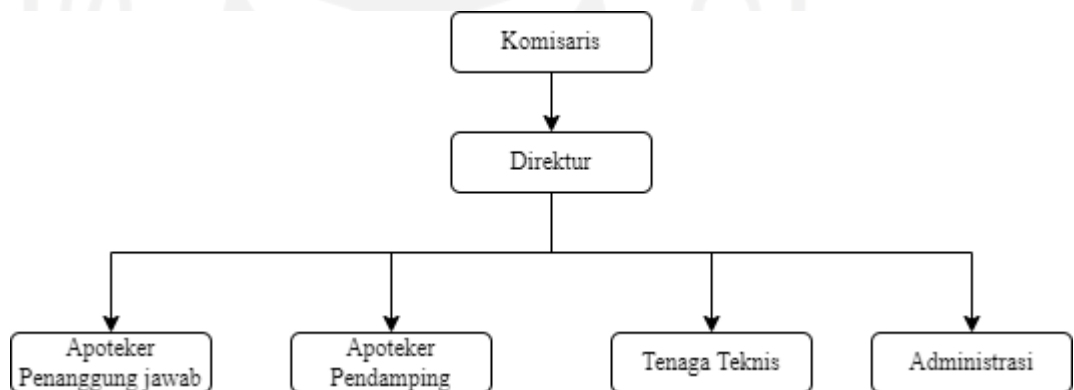 Komisaris
Direktur
Apoteker
Penanggung jawab
Apoteker
Pendamping
Tenaga Teknis
Administrasi